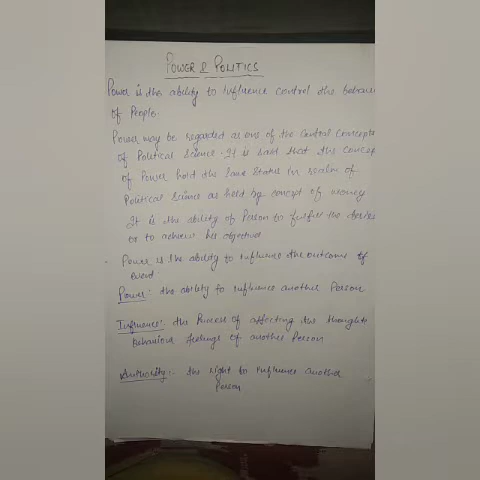 POWER & POLITICS
Power is the ability to influence control the behaviou
of People.
Power may be regarded as one of the Central Concepts
of Political Science. It is held that the concept
of Power hold the Same Status in realm of
Political Science as held by concept of money
It is the ability of Person to further the
or to achieve his objectives
Power is the ability to influence the outcome of
event
Power: the ability to influence another Person
Influence: the Process of affecting the thoughts
behaviour feelings of another Person
Authority:- the right to influence another
Person.